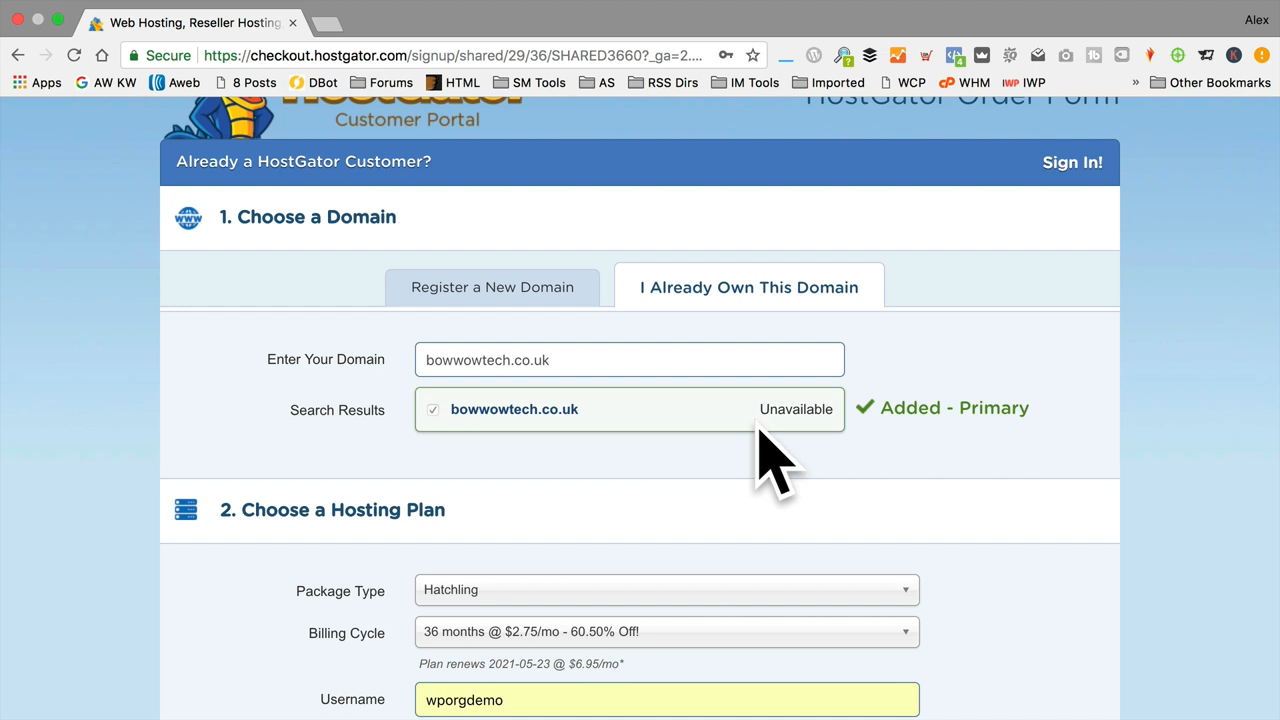 Web Hosting, Reseller Hosting,
Alex
Secure https://checkout.hostgator.com/signup/shared/29/36/SHARED3660?_ga=2....
Apps AW KW Aweb 8 Posts DBot Forums HTML SM Tools AS RSS Dirs IM Tools Imported WCP WHM IWP IWP » Other Bookmarks
HostGator HostGator Order Form
Customer Portal
Already a HostGator Customer? Sign In!
www 1. Choose a Domain
Register a New Domain I Already Own This Domain
Enter Your Domain bowwowtech.co.uk
Search Results bowwowtech.co.uk Unavailable Added - Primary
2. Choose a Hosting Plan
Package Type Hatchling
Billing Cycle 36 months @ $2.75/mo - 60.50% Off!
Plan renews 2021-05-23 @ $6.95/mo*
Username wporgdemo